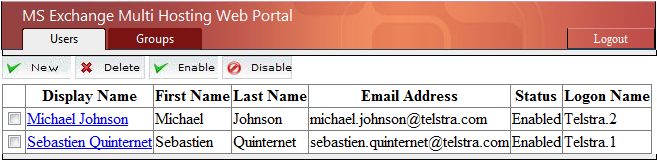 MS Exchange Multi Hosting Web Portal
Users Groups Logout
New Delete Enable Disable
Display Name First Name Last Name Email Address Status Logon Name
Michael Johnson Michael Johnson michael.johnson@telstra.com Enabled Telstra.2
Sebastien Quinternet Sebastien Quinternet sebastien.quinternet@telstra.com Enabled Telstra.1